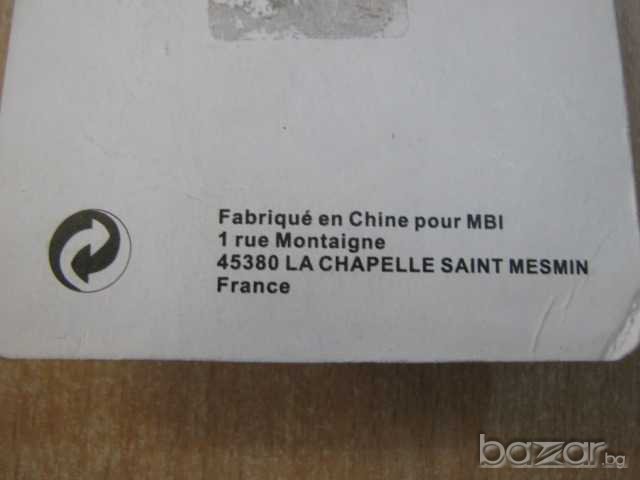 Fabriqué en Chine pour MBI
1 rue Montaigne
45380 LA CHAPELLE SAINT MESMIN
France
bazar.bg